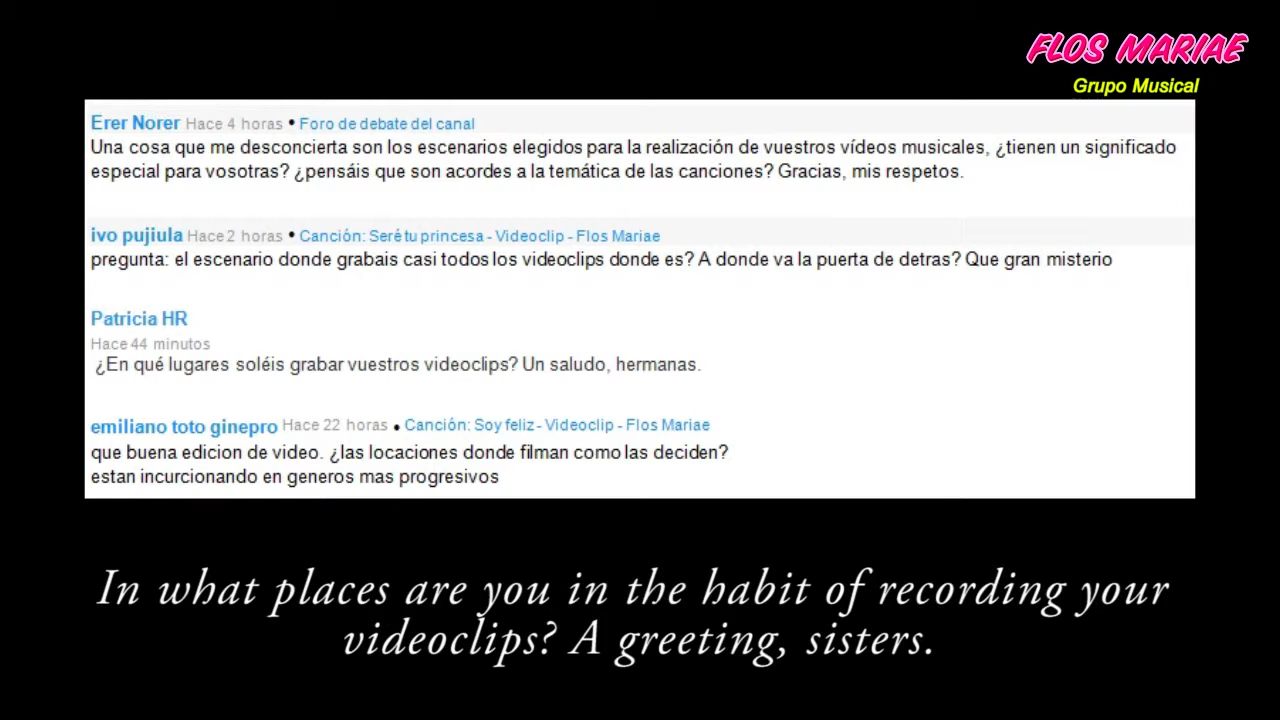 FLOS MARIAE
Grupo Musical
Erer Norer Hace 4 horas • Foro de debate del canal
Una cosa que me desconcierta son los escenarios elegidos para la realización de vuestros vídeos musicales, ¿tienen un significado
especial para vosotras? ¿pensáis que son acordes a la temática de las canciones? Gracias, mis respetos.
ivo pujiula Hace 2 horas • Canción: Seré tu princesa - Videoclip - Flos Mariae
pregunta: el escenario donde grabais casi todos los videoclips donde es? A donde va la puerta de detras? Que gran misterio
Patricia HR
Hace 44 minutos
¿En qué lugares soléis grabar vuestros videoclips? Un saludo, hermanas.
emiliano toto ginepro Hace 22 horas • Canción: Soy feliz - Videoclip - Flos Mariae
que buena edicion de video. ¿las locaciones donde filman como las deciden?
estan incurcionando en generos mas progresivos
In what places are you in the habit of recording your
videoclips? A greeting, sisters.